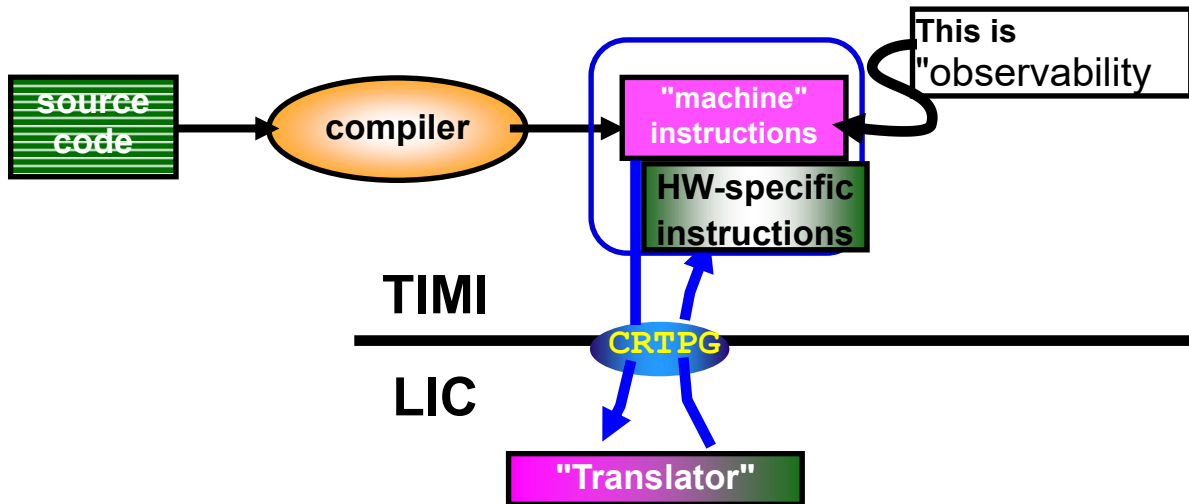 This is
"observability
source
code
compiler
"machine"
instructions
HW-specific
instructions
TIMI
CRTPG
LIC
"Translator"